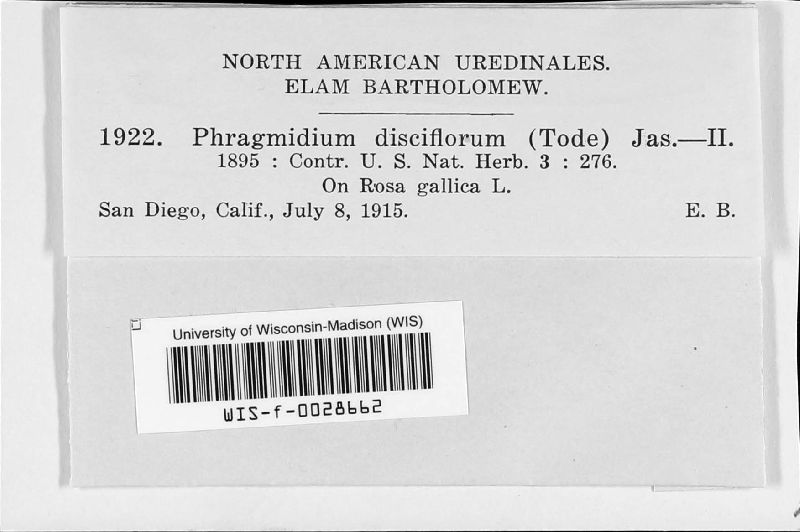 NORTH AMERICAN UREDINALES.
ELAM BARTHOLOMEW.
1922. Phragmidium disciflorum (Tode) Jas.—II.
1895 : Contr. U. S. Nat. Herb. 3 : 276.
On Rosa gallica L.
San Diego, Calif., July 8, 1915. E. B.
University of Wisconsin-Madison (WIS)
WIS-f-0028662